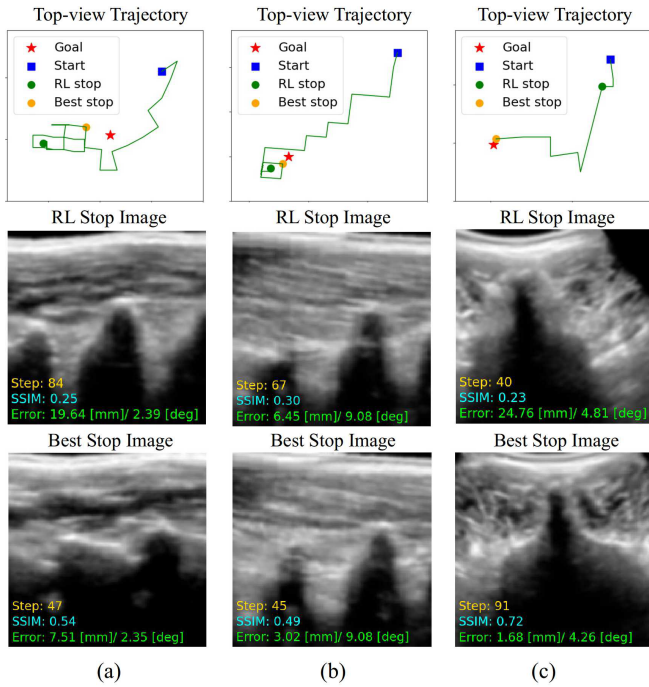 Top-view Trajectory
Goal
Start
RL stop
Best stop
Top-view Trajectory
Goal
Start
RL stop
Best stop
Top-view Trajectory
Goal
Start
RL stop
Best stop
RL Stop Image
RL Stop Image
RL Stop Image
Step: 84
SSIM: 0.25
Error: 19.64 [mm]/ 2.39 [deg]
Step: 67
SSIM: 0.30
Error: 6.45 [mm]/ 9.08 [deg]
Step: 40
SSIM: 0.23
Error: 24.76 [mm]/ 4.81 [deg]
Best Stop Image
Best Stop Image
Best Stop Image
Step: 47
SSIM: 0.54
Error: 7.51 [mm]/ 2.35 [deg]
Step: 45
SSIM: 0.49
Error: 3.02 [mm]/ 9.08 [deg]
Step: 91
SSIM: 0.72
Error: 1.68 [mm]/ 4.26 [deg]
(a)
(b)
(c)